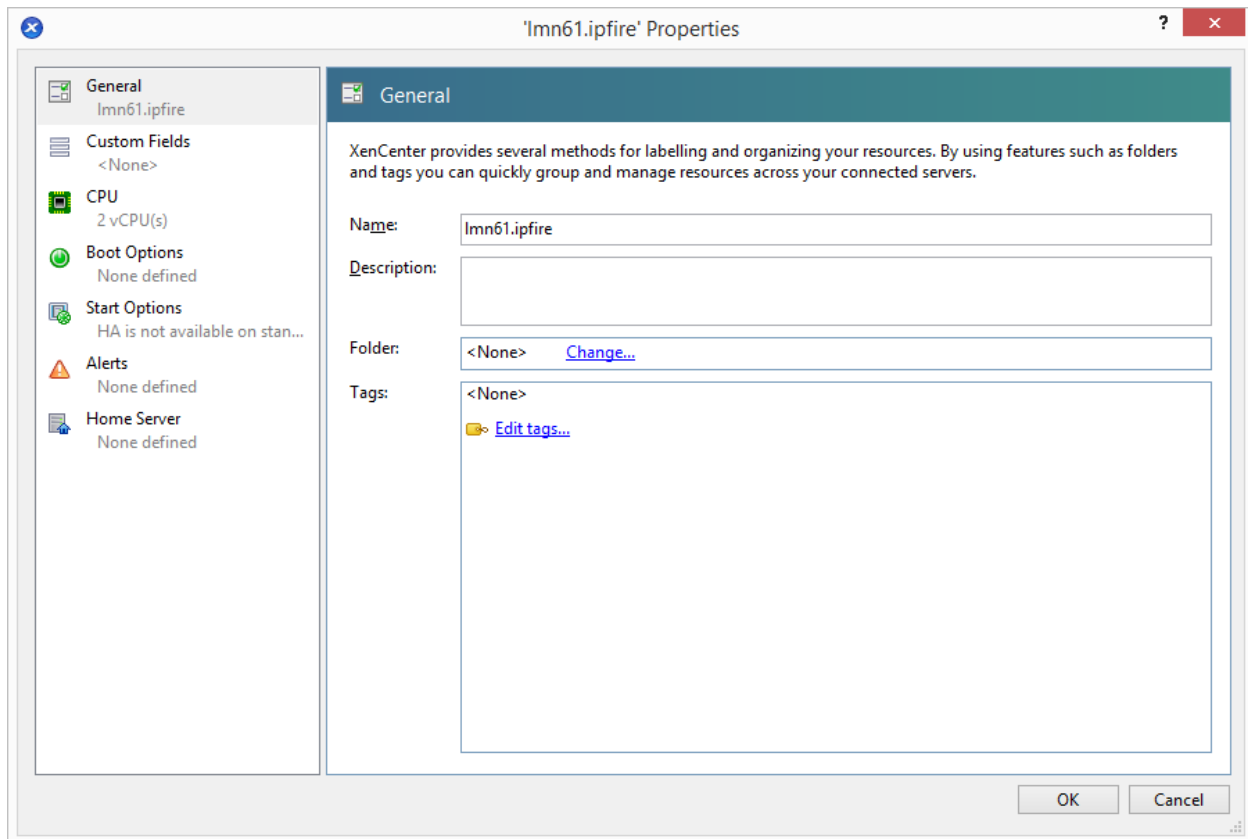 'lmn61.ipfire' Properties
?
General
lmn61.ipfire
Custom Fields
<None>
CPU
2 vCPU(s)
Boot Options
None defined
Start Options
HA is not available on stan...
Alerts
None defined
Home Server
None defined
General
XenCenter provides several methods for labelling and organizing your resources. By using features such as folders
and tags you can quickly group and manage resources across your connected servers.
Name: lmn61.ipfire
Description:
Folder: <None> Change...
Tags: <None>
Edit tags...
OK Cancel